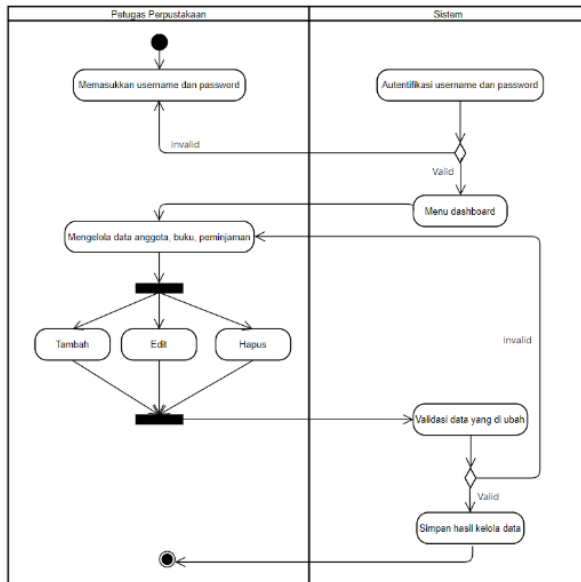 Petugas Perpustakaan
Sistem
Memasukkan username dan password
Autentifikasi username dan password
Invalid
Valid
Menu dashboard
Mengelola data anggota, buku, peminjaman
Tambah
Edit
Hapus
Invalid
Validasi data yang di ubah
Valid
Simpan hasil kelola data